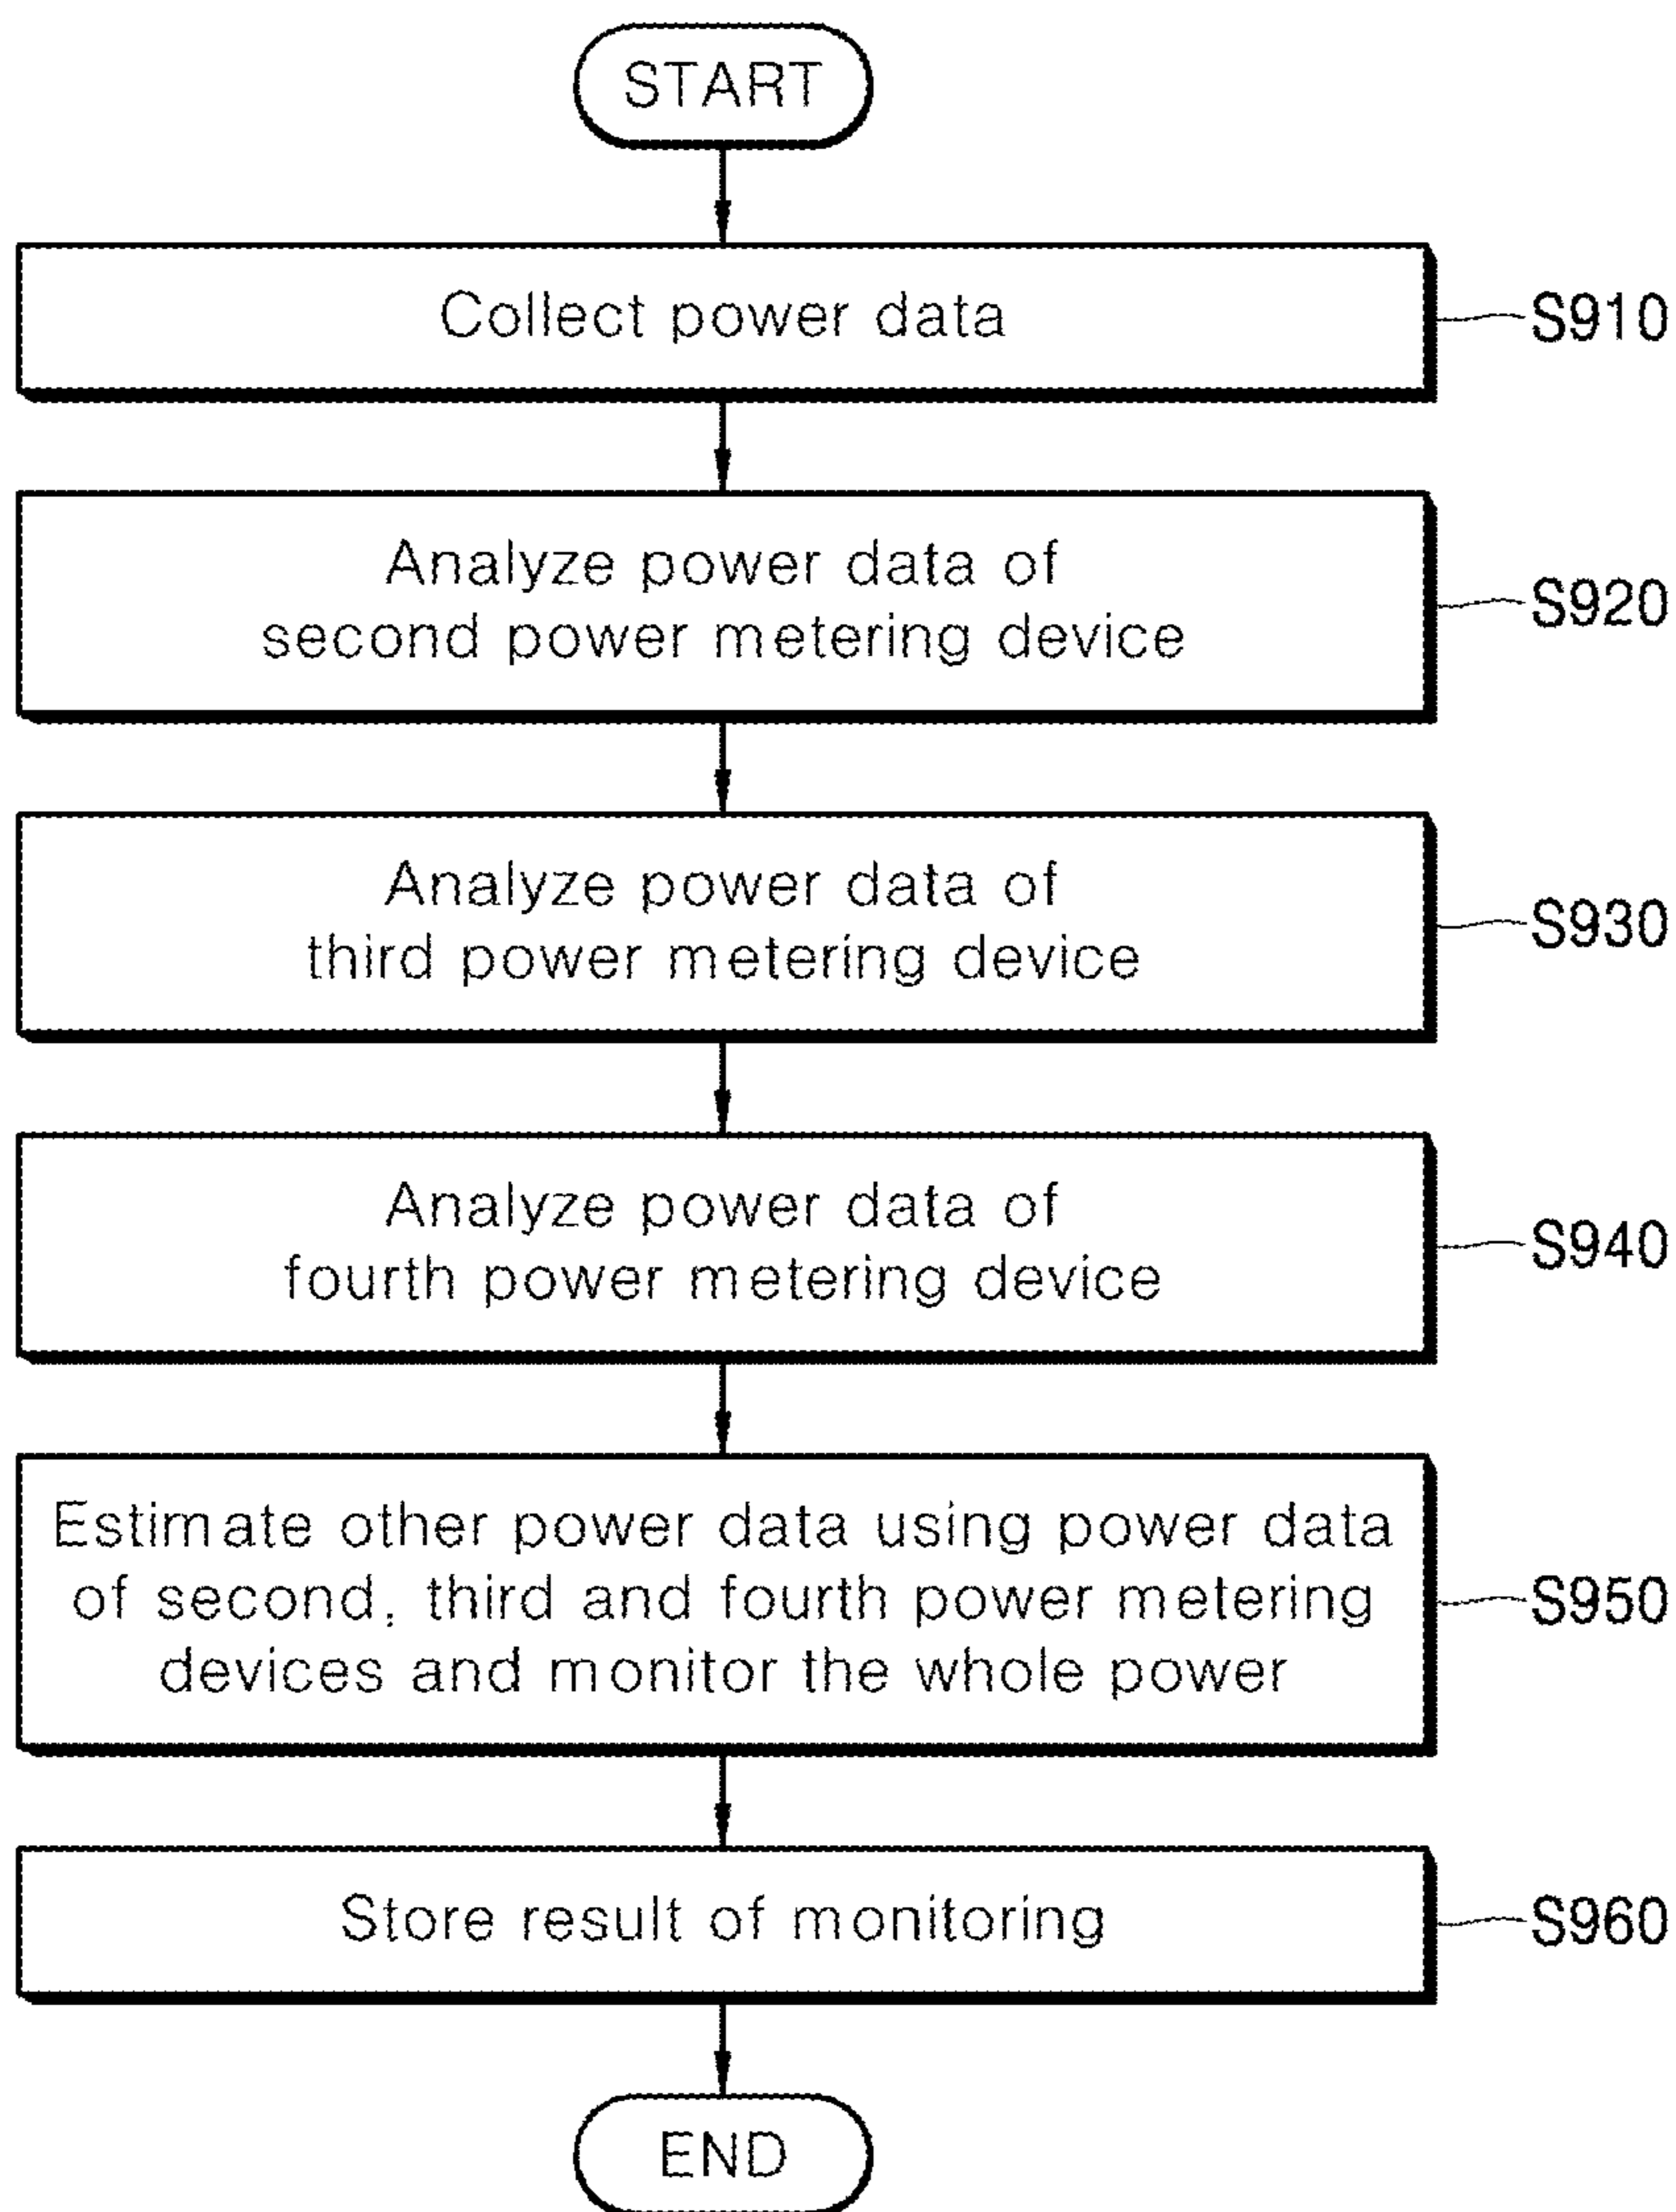 START
Collect power data
S910
Analyze power data of
second power metering device
S920
Analyze power data of
third power metering device
S930
Analyze power data of
fourth power metering device
S940
Estimate other power data using power data
of second, third and fourth power metering
devices and monitor the whole power
S950
Store result of monitoring
S960
END